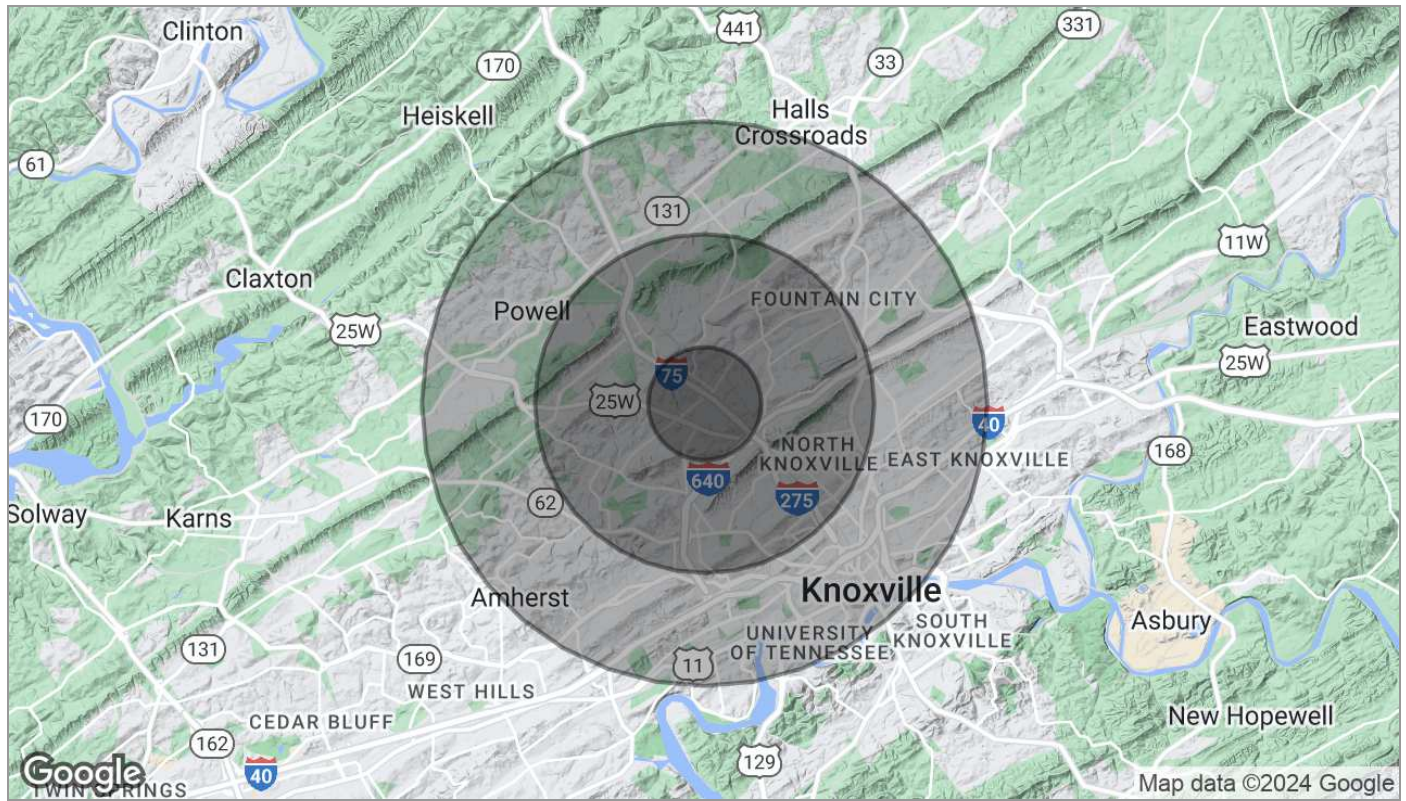 Clinton
441
331
170
33
Heiskell
Halls
Crossroads
61
131
11W
Claxton
Powell
FOUNTAIN CITY
25W
Eastwood
25W
75
25W
170
40
NORTH
KNOXVILLE
EAST KNOXVILLE
168
640
275
62
Solway
Karns
Knoxville
Amherst
Asbury
UNIVERSITY
OF TENNESSEE
SOUTH
KNOXVILLE
131
169
11
WEST HILLS
CEDAR BLUFF
New Hopewell
162
40
129
Google
TWIN SPRINGS
Map data ©2024 Google